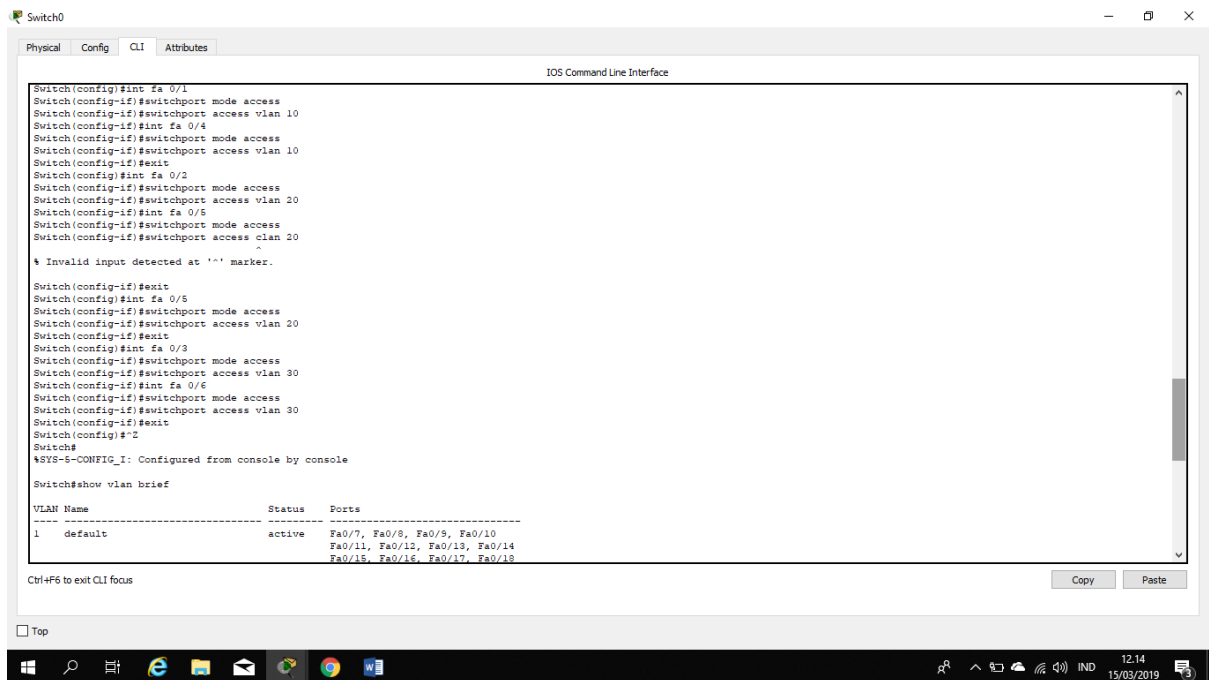 Switch0
Physical Config CLI Attributes
IOS Command Line Interface
Switch(config)#int fa 0/1
Switch(config-if)#switchport mode access
Switch(config-if)#switchport access vlan 10
Switch(config-if)#int fa 0/4
Switch(config-if)#switchport mode access
Switch(config-if)#switchport access vlan 10
Switch(config-if)#exit
Switch(config)#int fa 0/2
Switch(config-if)#switchport mode access
Switch(config-if)#switchport access vlan 20
Switch(config-if)#int fa 0/5
Switch(config-if)#switchport mode access
Switch(config-if)#switchport access clan 20
^
% Invalid input detected at '^' marker.
Switch(config-if)#exit
Switch(config)#int fa 0/5
Switch(config-if)#switchport mode access
Switch(config-if)#switchport access vlan 20
Switch(config-if)#exit
Switch(config)#int fa 0/3
Switch(config-if)#switchport mode access
Switch(config-if)#switchport access vlan 30
Switch(config-if)#int fa 0/6
Switch(config-if)#switchport mode access
Switch(config-if)#switchport access vlan 30
Switch(config-if)#exit
Switch(config)#^Z
Switch#
%SYS-5-CONFIG_I: Configured from console by console
Switch#show vlan brief
VLAN Name Status Ports
---- -------------------------------- --------- -------------------------------
1 default active Fa0/7, Fa0/8, Fa0/9, Fa0/10
Fa0/11, Fa0/12, Fa0/13, Fa0/14
Fa0/15, Fa0/16, Fa0/17, Fa0/18
Ctrl+F6 to exit CLI focus
Copy Paste
Top
IND
12.14
15/03/2019
3